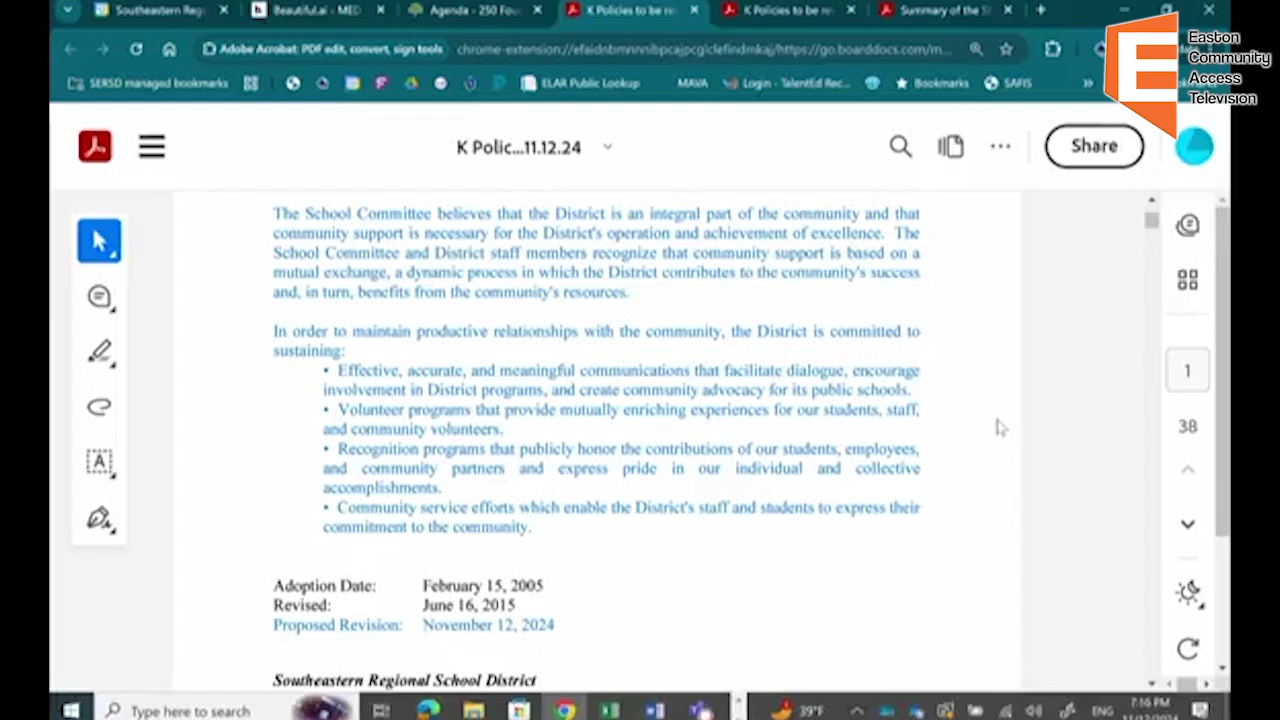 Southeastern Reg
Beautiful.ai - MED
Agenda - 250 Fou
K Policies to be re
K Policies to be re
Summary of the S
Easton
Community
Access
Television
Adobe Acrobat: PDF edit, convert, sign tools
SERSD managed bookmarks
ELAR Public Lookup
MAVA
Login - TalentEd Rec...
Bookmarks
SAFIS
K Polic...11.12.24
Share
The School Committee believes that the District is an integral part of the community and that
community support is necessary for the District's operation and achievement of excellence. The
School Committee and District staff members recognize that community support is based on a
mutual exchange, a dynamic process in which the District contributes to the community's success
and, in turn, benefits from the community's resources.
In order to maintain productive relationships with the community, the District is committed to
sustaining:
• Effective, accurate, and meaningful communications that facilitate dialogue, encourage
involvement in District programs, and create community advocacy for its public schools.
• Volunteer programs that provide mutually enriching experiences for our students, staff,
and community volunteers.
• Recognition programs that publicly honor the contributions of our students, employees,
and community partners and express pride in our individual and collective
accomplishments.
• Community service efforts which enable the District's staff and students to express their
commitment to the community.
1
38
Adoption Date: February 15, 2005
Revised: June 16, 2015
Proposed Revision: November 12, 2024
Southeastern Regional School District
Type here to search
39°F
ENG
7:16 PM